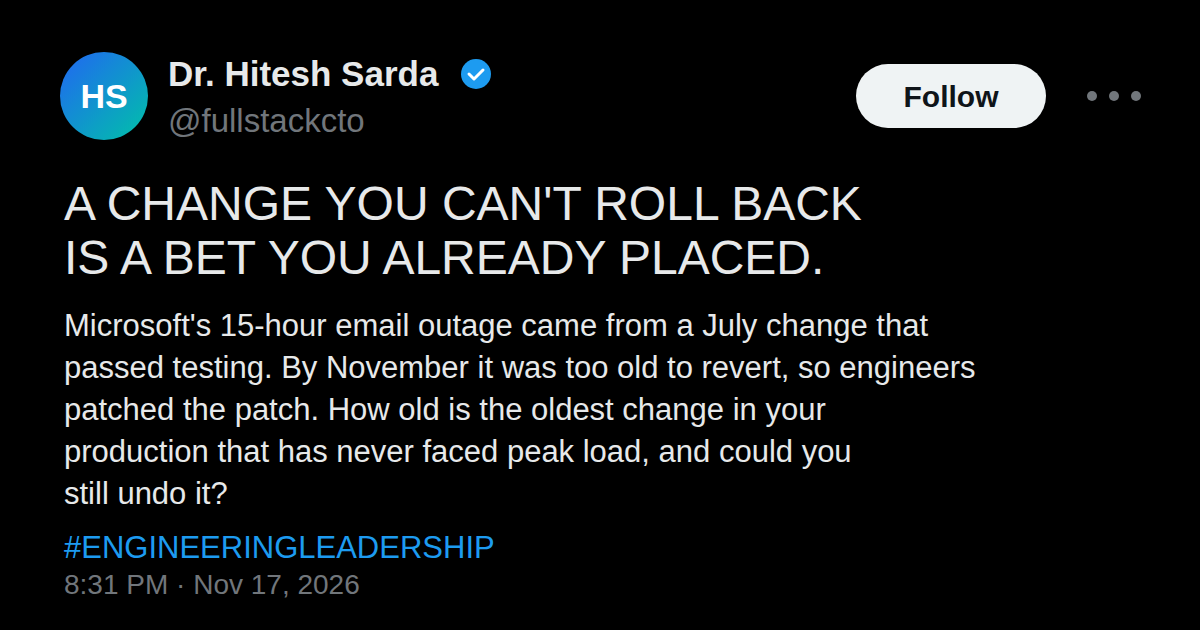 HS
Dr. Hitesh Sarda
@fullstackcto
Follow
A CHANGE YOU CAN'T ROLL BACK
IS A BET YOU ALREADY PLACED.
Microsoft's 15-hour email outage came from a July change that
passed testing. By November it was too old to revert, so engineers
patched the patch. How old is the oldest change in your
production that has never faced peak load, and could you
still undo it?
#ENGINEERINGLEADERSHIP
8:31 PM · Nov 17, 2026